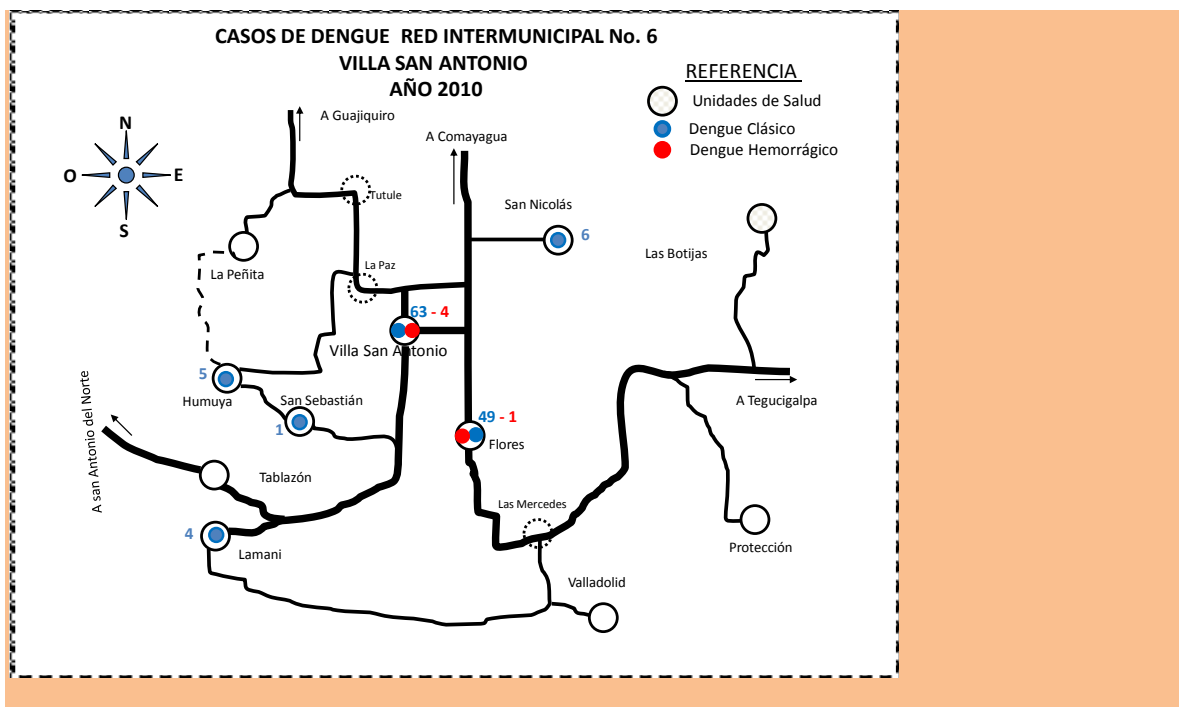 CASOS DE DENGUE RED INTERMUNICIPAL No. 6
VILLA SAN ANTONIO
AÑO 2010
REFERENCIA
Unidades de Salud
Dengue Clásico
Dengue Hemorrágico
N
O
E
S
A Guajiquiro
A Comayagua
Tutule
San Nicolás
6
Las Botijas
La Peñita
La Paz
63 - 4
Villa San Antonio
5
Humuya
San Sebastián
1
A Tegucigalpa
A san Antonio del Norte
49 - 1
Flores
Tablazón
Las Mercedes
4
Lamani
Protección
Valladolid